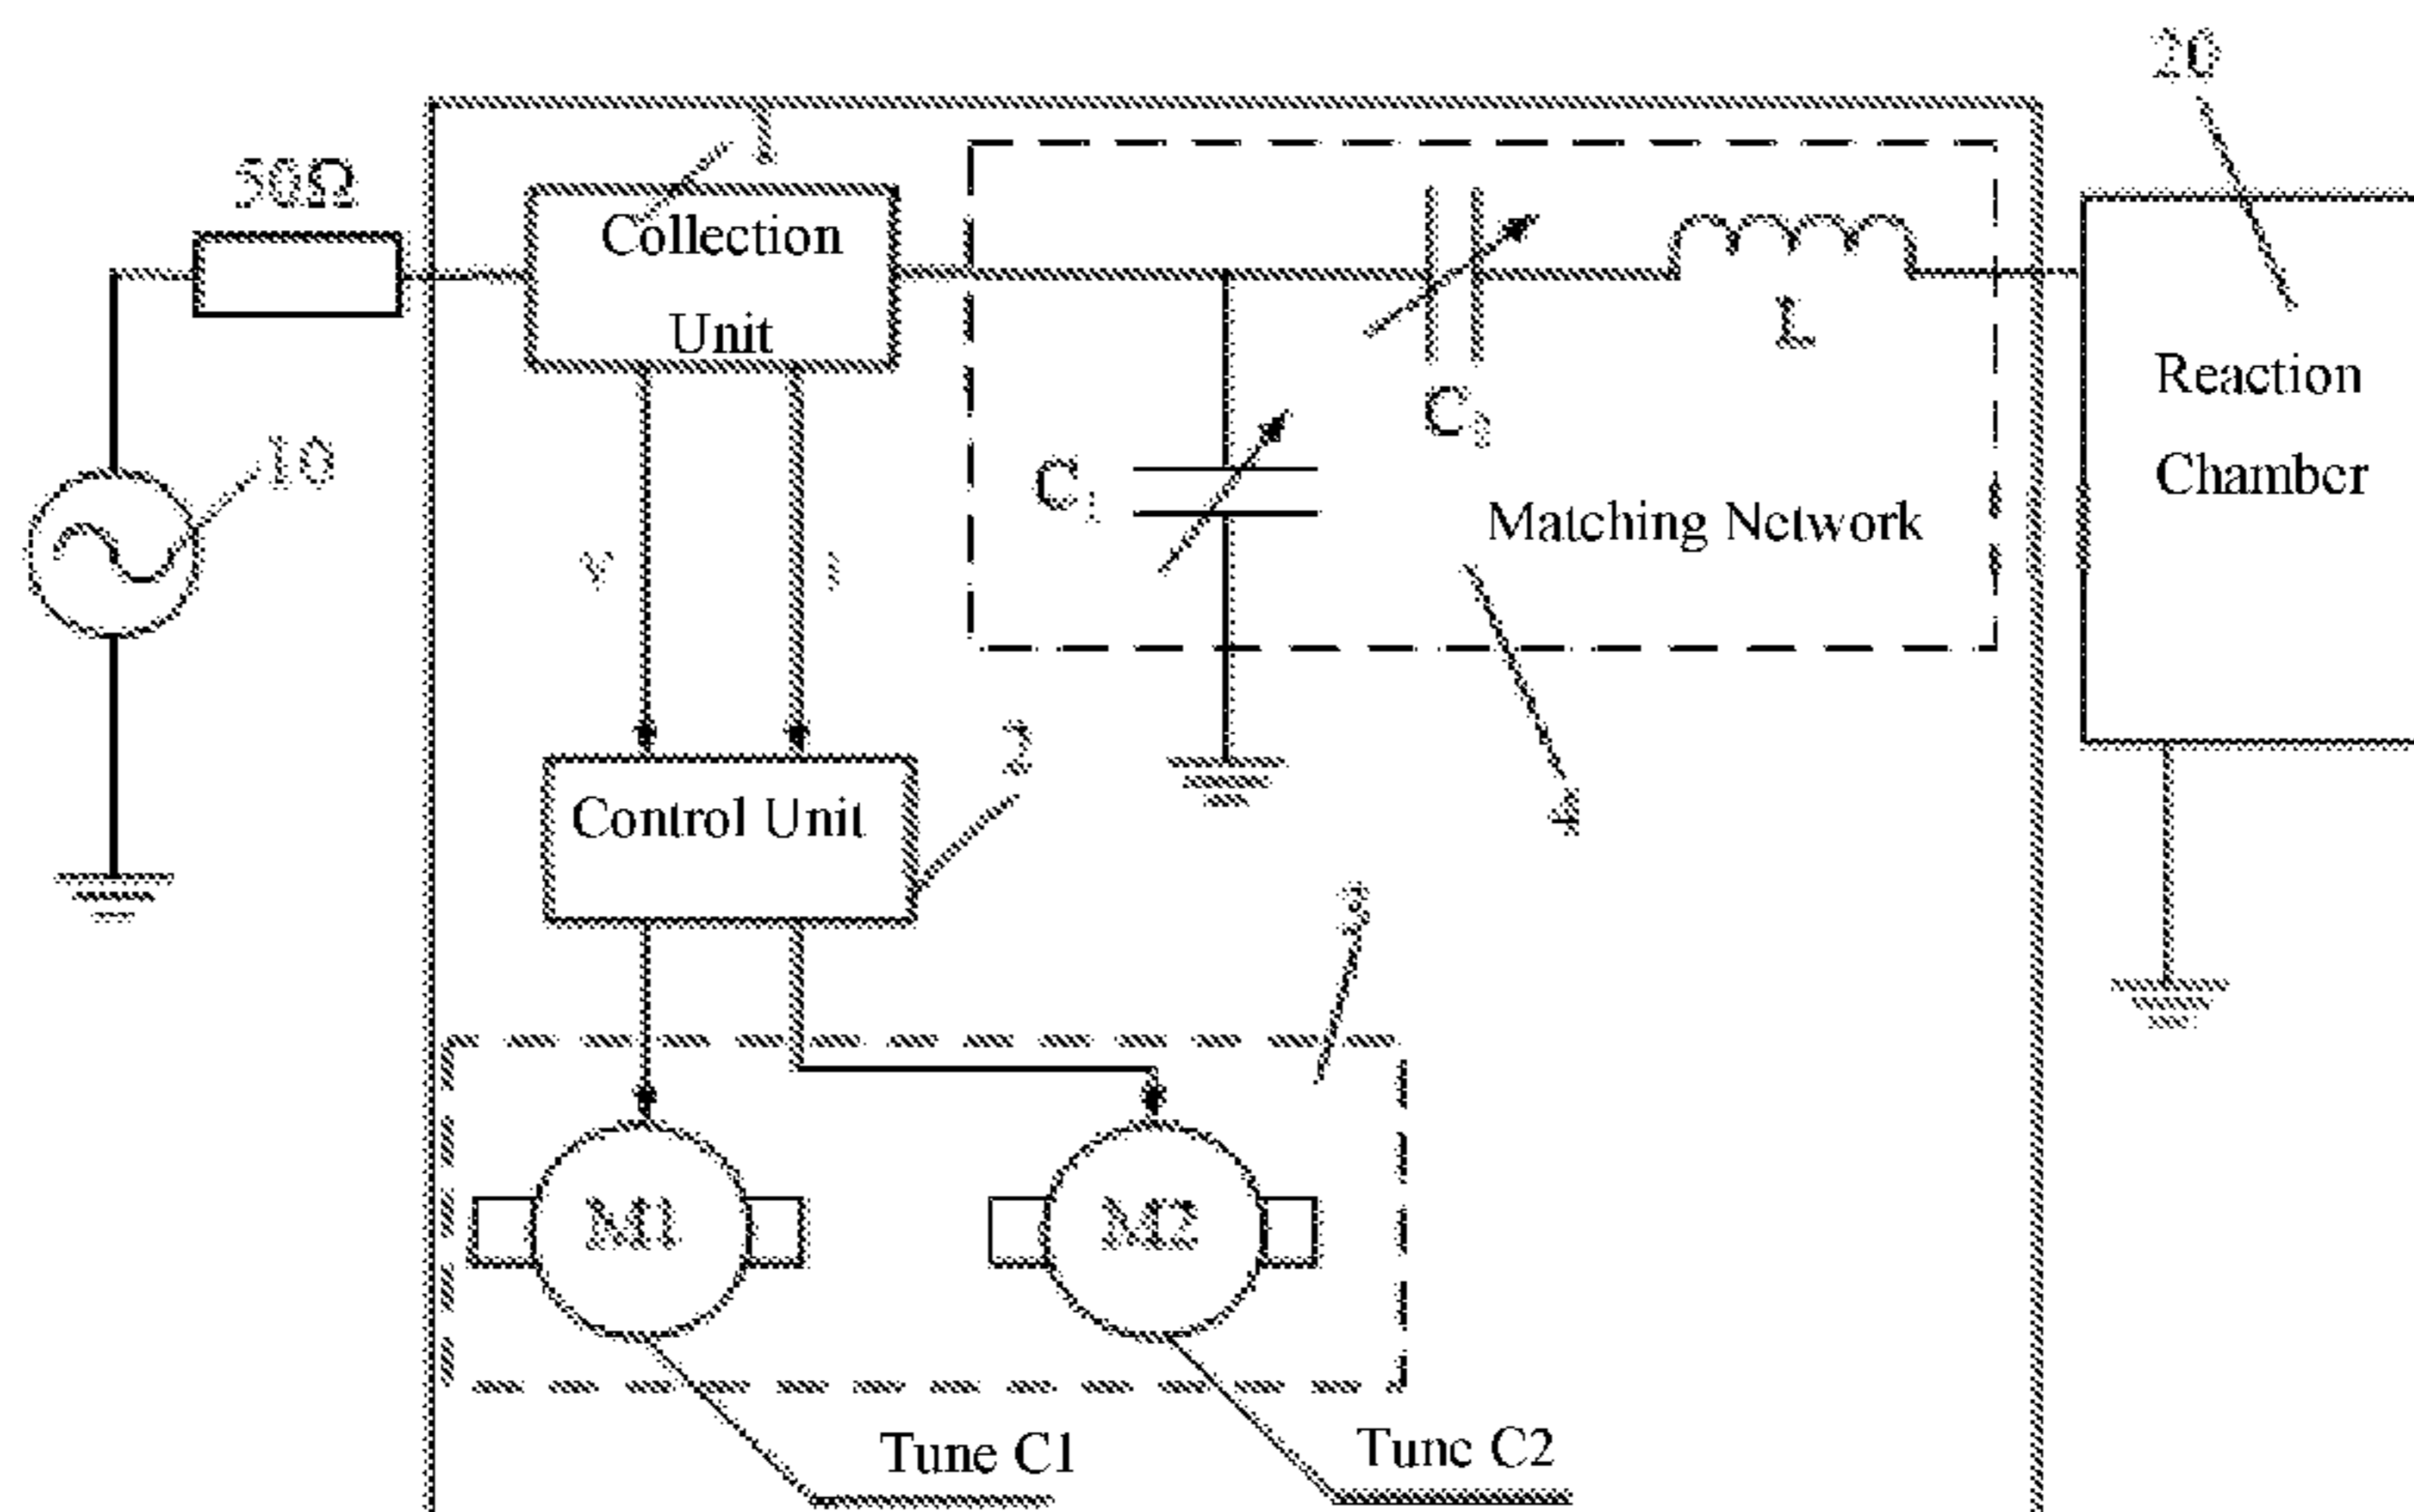 20
1
50Ω
Collection
Unit
L
C₂
Reaction
Chamber
10
C₁
Matching Network
V
I
2
Control Unit
4
3
M1
M2
Tune C1
Tune C2